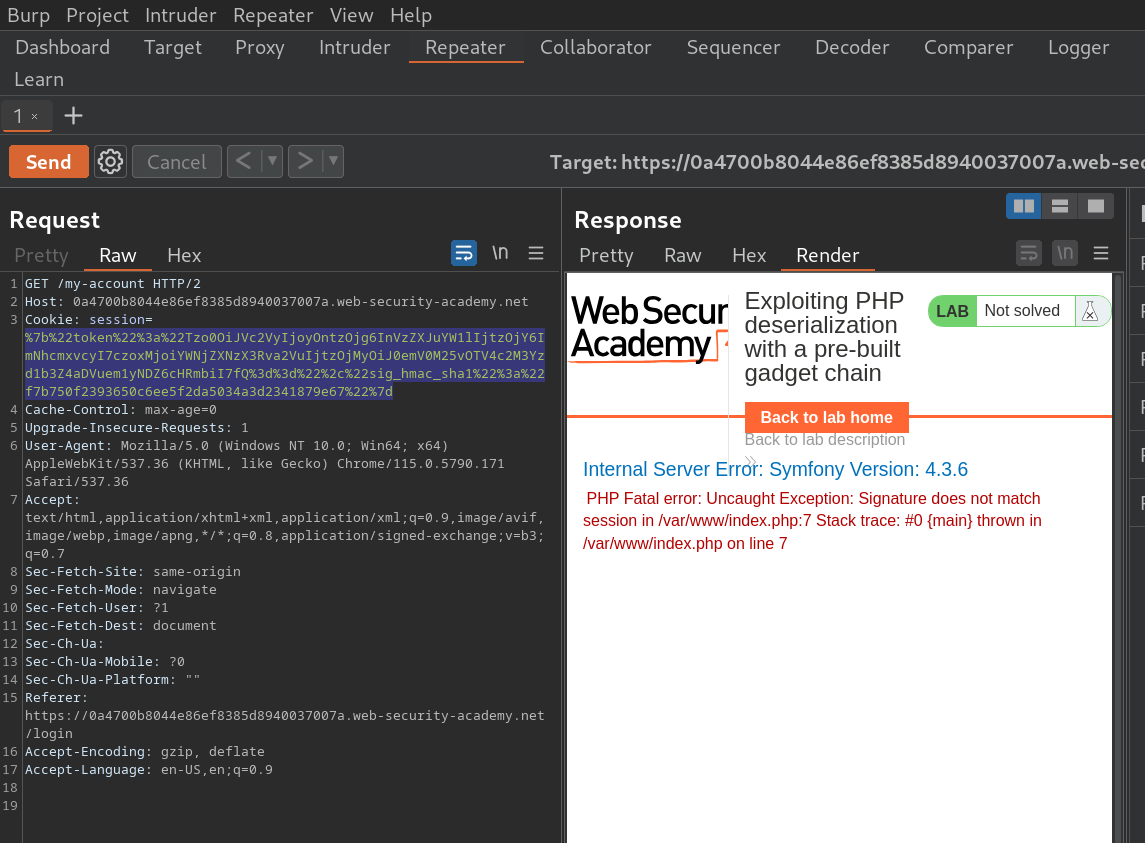 Burp Project Intruder Repeater View Help
Dashboard Target Proxy Intruder Repeater Collaborator Sequencer Decoder Comparer Logger
Learn
1 × +
Send Cancel < ▼ > ▼ Target: https://0a4700b8044e86ef8385d8940037007a.web-sec
Request
Pretty Raw Hex \n
1 GET /my-account HTTP/2
2 Host: 0a4700b8044e86ef8385d8940037007a.web-security-academy.net
3 Cookie: session=
%7b%22token%22%3a%22Tzo0OiJVc2VyIjoyOntzOjg6InVzZXJuYW1lIjtzOjY6I
mNhcmxvcyI7czoxMjoiYWNjZXNzX3Rva2VuIjtzOjMyOiJ0emV0M25vOTV4c2M3Yz
d1b3Z4aDVuem1yNDZ6cHRmbiI7fQ%3d%3d%22%2c%22sig_hmac_sha1%22%3a%22
f7b750f2393650c6ee5f2da5034a3d2341879e67%22%7d
4 Cache-Control: max-age=0
5 Upgrade-Insecure-Requests: 1
6 User-Agent: Mozilla/5.0 (Windows NT 10.0; Win64; x64)
AppleWebKit/537.36 (KHTML, like Gecko) Chrome/115.0.5790.171
Safari/537.36
7 Accept:
text/html,application/xhtml+xml,application/xml;q=0.9,image/avif,
image/webp,image/apng,*/*;q=0.8,application/signed-exchange;v=b3;
q=0.7
8 Sec-Fetch-Site: same-origin
9 Sec-Fetch-Mode: navigate
10 Sec-Fetch-User: ?1
11 Sec-Fetch-Dest: document
12 Sec-Ch-Ua:
13 Sec-Ch-Ua-Mobile: ?0
14 Sec-Ch-Ua-Platform: ""
15 Referer:
https://0a4700b8044e86ef8385d8940037007a.web-security-academy.net
/login
16 Accept-Encoding: gzip, deflate
17 Accept-Language: en-US,en;q=0.9
18
19
Response
Pretty Raw Hex Render \n
Web Secur
Academy
Exploiting PHP
deserialization
with a pre-built
gadget chain
LAB Not solved
Back to lab home
Back to lab description
»
Internal Server Error: Symfony Version: 4.3.6
PHP Fatal error: Uncaught Exception: Signature does not match
session in /var/www/index.php:7 Stack trace: #0 {main} thrown in
/var/www/index.php on line 7